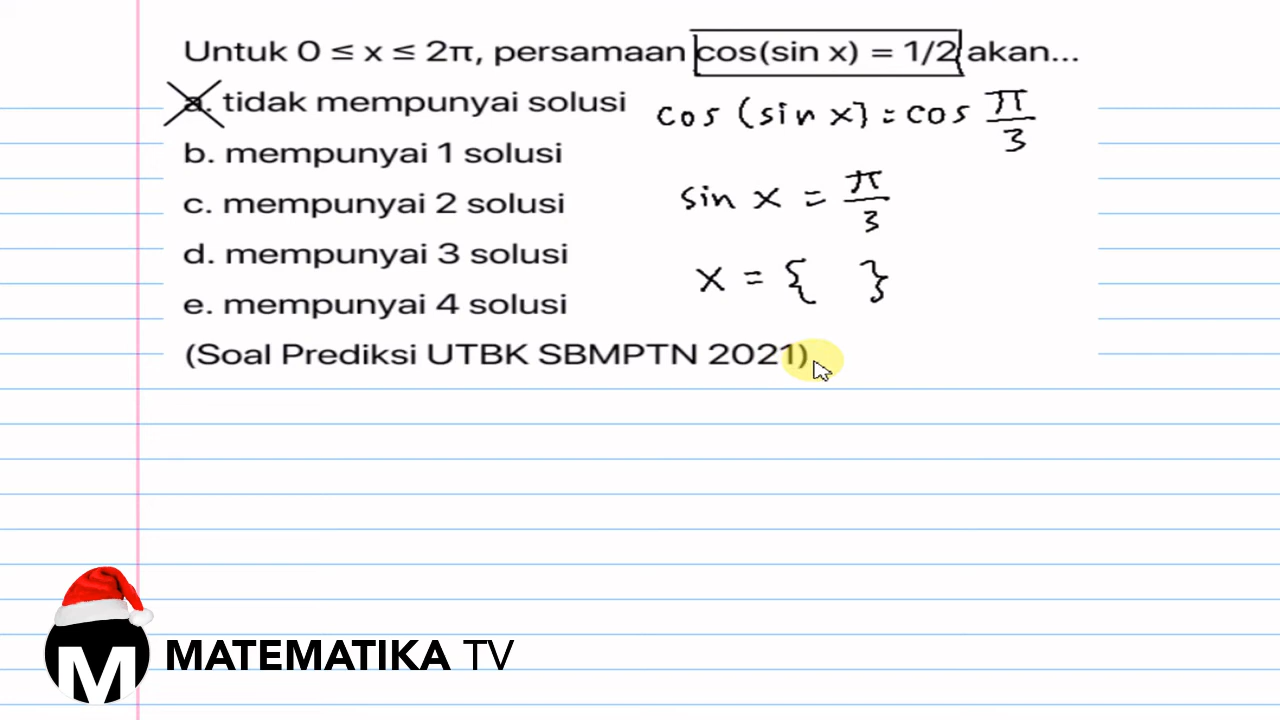 Untuk 0 ≤ x ≤ 2π, persamaan cos(sin x) = 1/2 akan...
a. tidak mempunyai solusi
b. mempunyai 1 solusi
c. mempunyai 2 solusi
d. mempunyai 3 solusi
e. mempunyai 4 solusi
(Soal Prediksi UTBK SBMPTN 2021)
cos (sin x) = cos π/3
sin x = π/3
x = { }
M MATEMATIKA TV